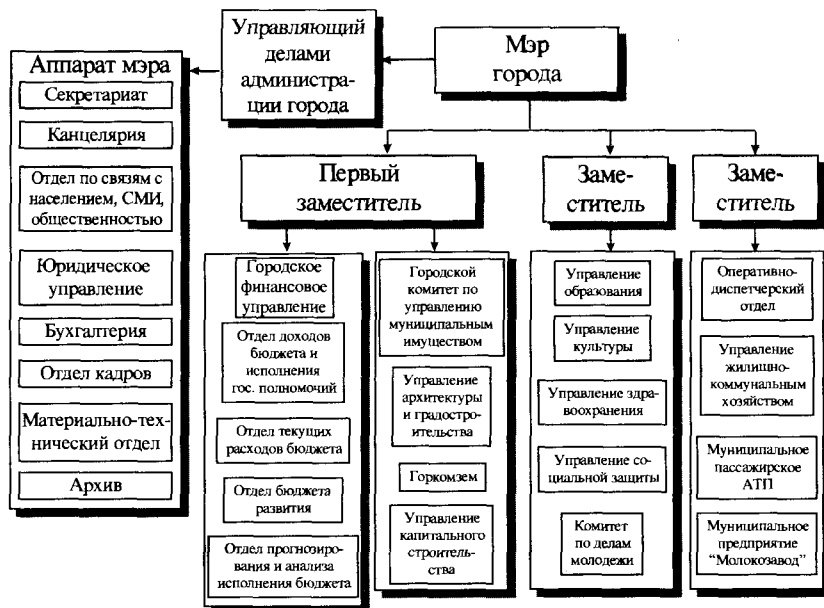 Управляющий
делами
администра-
ции города
Мэр
города
Аппарат мэра
Секретариат
Канцелярия
Отдел по связям с
населением, СМИ,
общественностью
Юридическое
управление
Бухгалтерия
Отдел кадров
Материально-тех-
нический отдел
Архив
Первый
заместитель
Городское
финансовое
управление
Отдел доходов
бюджета и
исполнения
гос. полномочий
Отдел текущих
расходов бюджета
Отдел бюджета
развития
Отдел прогнозиро-
вания и анализа
исполнения бюджета
Городской
комитет по
управлению
муниципальным
имуществом
Управление
архитектуры
и градострои-
ительства
Горкомзем
Управление
капитального
строитель-
ства
Заме-
ститель
Управление
образования
Управление
культуры
Управление здра-
воохранения
Управление со-
циальной защиты
Комитет
по делам
молодежи
Заме-
ститель
Оперативно-
диспетчерский
отдел
Управление
жилищно-
коммунальным
хозяйством
Муниципальное
пассажирское
АТП
Муниципальное
предприятие
“Молокозавод”